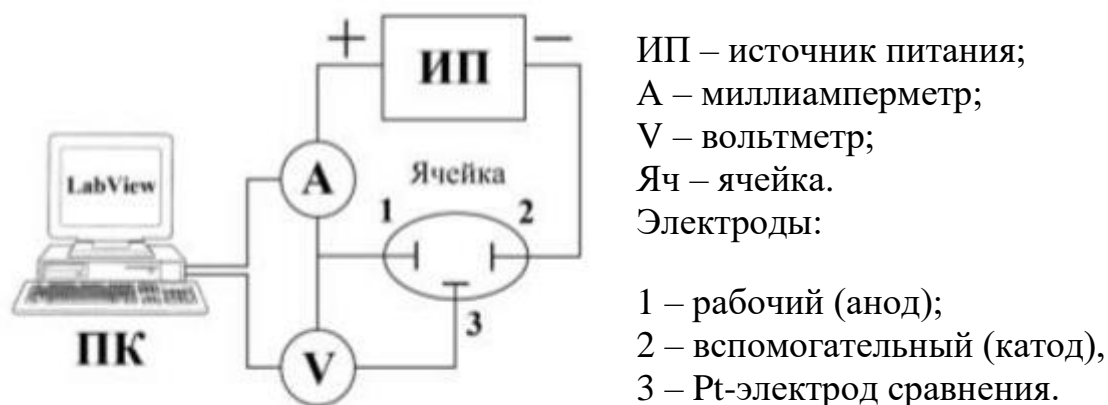 + ИП −
LabView
A
Ячейка
1 2
3
ПК
V
ИП – источник питания;
А – миллиамперметр;
V – вольтметр;
Яч – ячейка.
Электроды:
1 – рабочий (анод);
2 – вспомогательный (катод),
3 – Pt-электрод сравнения.